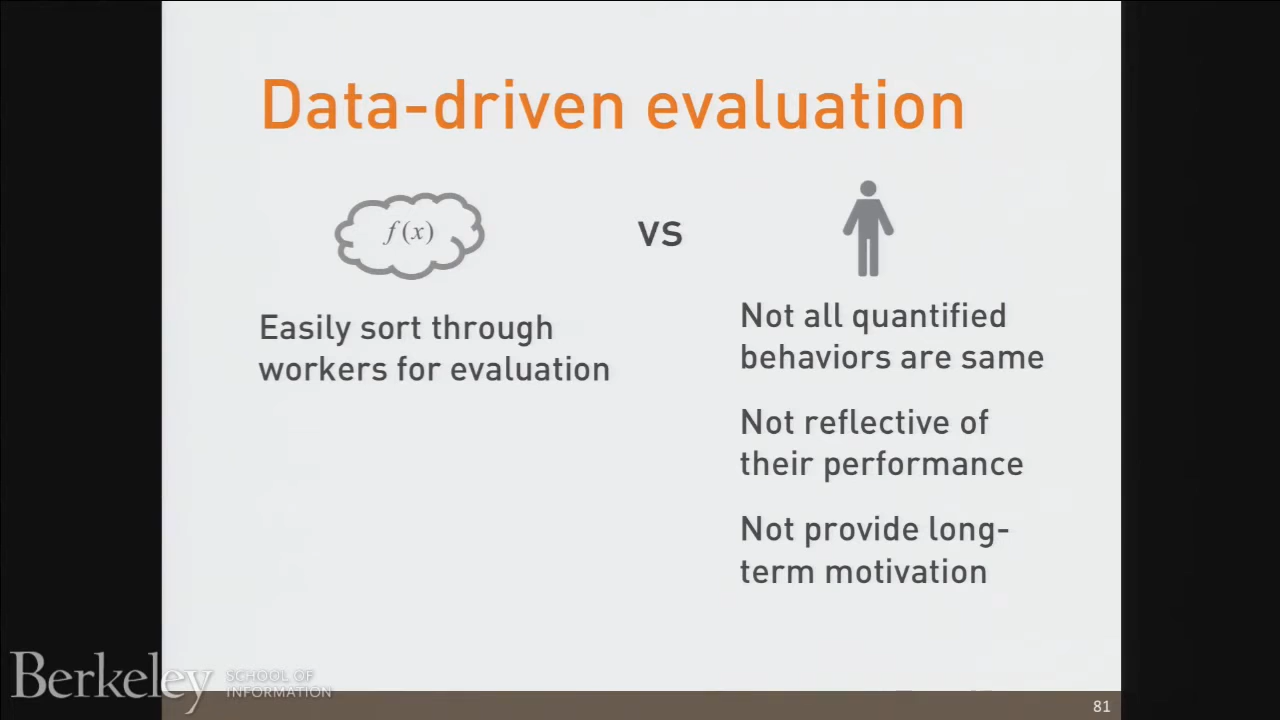 Data-driven evaluation
f(x)
vs
Easily sort through
workers for evaluation
Not all quantified
behaviors are same
Not reflective of
their performance
Not provide long-
term motivation
Berkeley SCHOOL OF
INFORMATION
81